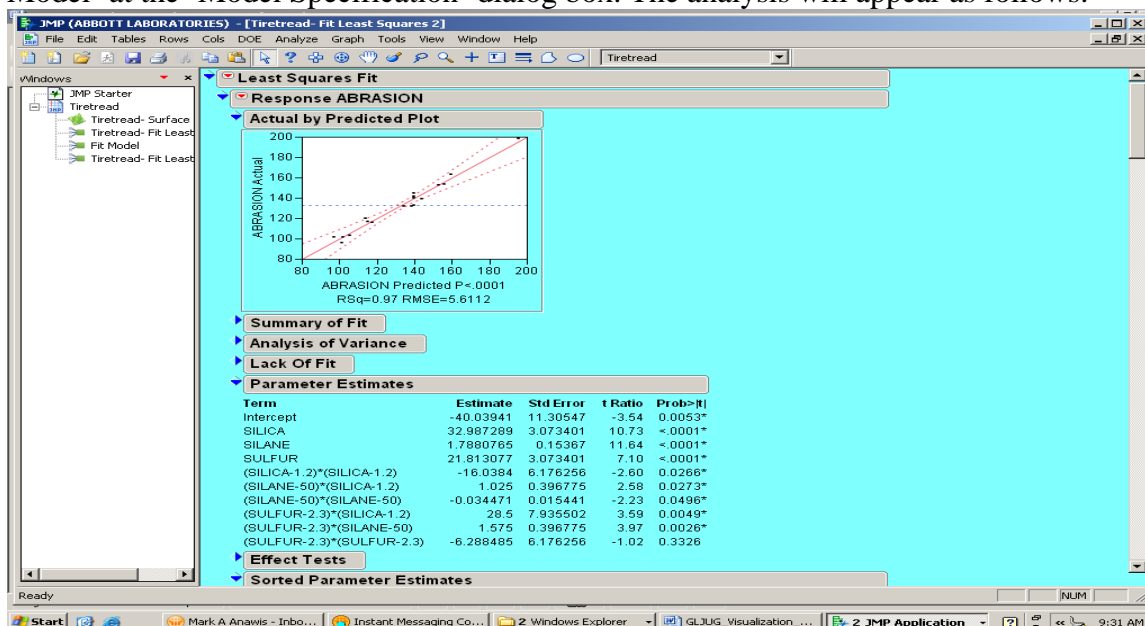 Model' at the 'Model Specification' dialog box. The analysis will appear as follows:
JMP (ABBOTT LABORATORIES) - [Tiretread- Fit Least Squares 2]
File Edit Tables Rows Cols DOE Analyze Graph Tools View Window Help
Tiretread
Windows
JMP Starter
Tiretread
Tiretread- Surface
Tiretread- Fit Least
Fit Model
Tiretread- Fit Least
Least Squares Fit
Response ABRASION
Actual by Predicted Plot
200
180
160
140
120
100
80
ABRASION Actual
80 100 120 140 160 180 200
ABRASION Predicted P<.0001
RSq=0.97 RMSE=5.6112
Summary of Fit
Analysis of Variance
Lack Of Fit
Parameter Estimates
Term Estimate Std Error t Ratio Prob>|t|
Intercept -40.03941 11.30547 -3.54 0.0053*
SILICA 32.987289 3.073401 10.73 <.0001*
SILANE 1.7880765 0.15367 11.64 <.0001*
SULFUR 21.813077 3.073401 7.10 <.0001*
(SILICA-1.2)*(SILICA-1.2) -16.0384 6.176256 -2.60 0.0266*
(SILANE-50)*(SILICA-1.2) 1.025 0.396775 2.58 0.0273*
(SILANE-50)*(SILANE-50) -0.034471 0.015441 -2.23 0.0496*
(SULFUR-2.3)*(SILICA-1.2) 28.5 7.935502 3.59 0.0049*
(SULFUR-2.3)*(SILANE-50) 1.575 0.396775 3.97 0.0026*
(SULFUR-2.3)*(SULFUR-2.3) -6.288485 6.176256 -1.02 0.3326
Effect Tests
Sorted Parameter Estimates
Ready
NUM
Start
Mark A Anawis - Inbo...
Instant Messaging Co...
2 Windows Explorer
GLJUG_Visualization ...
2 JMP Application
9:31 AM